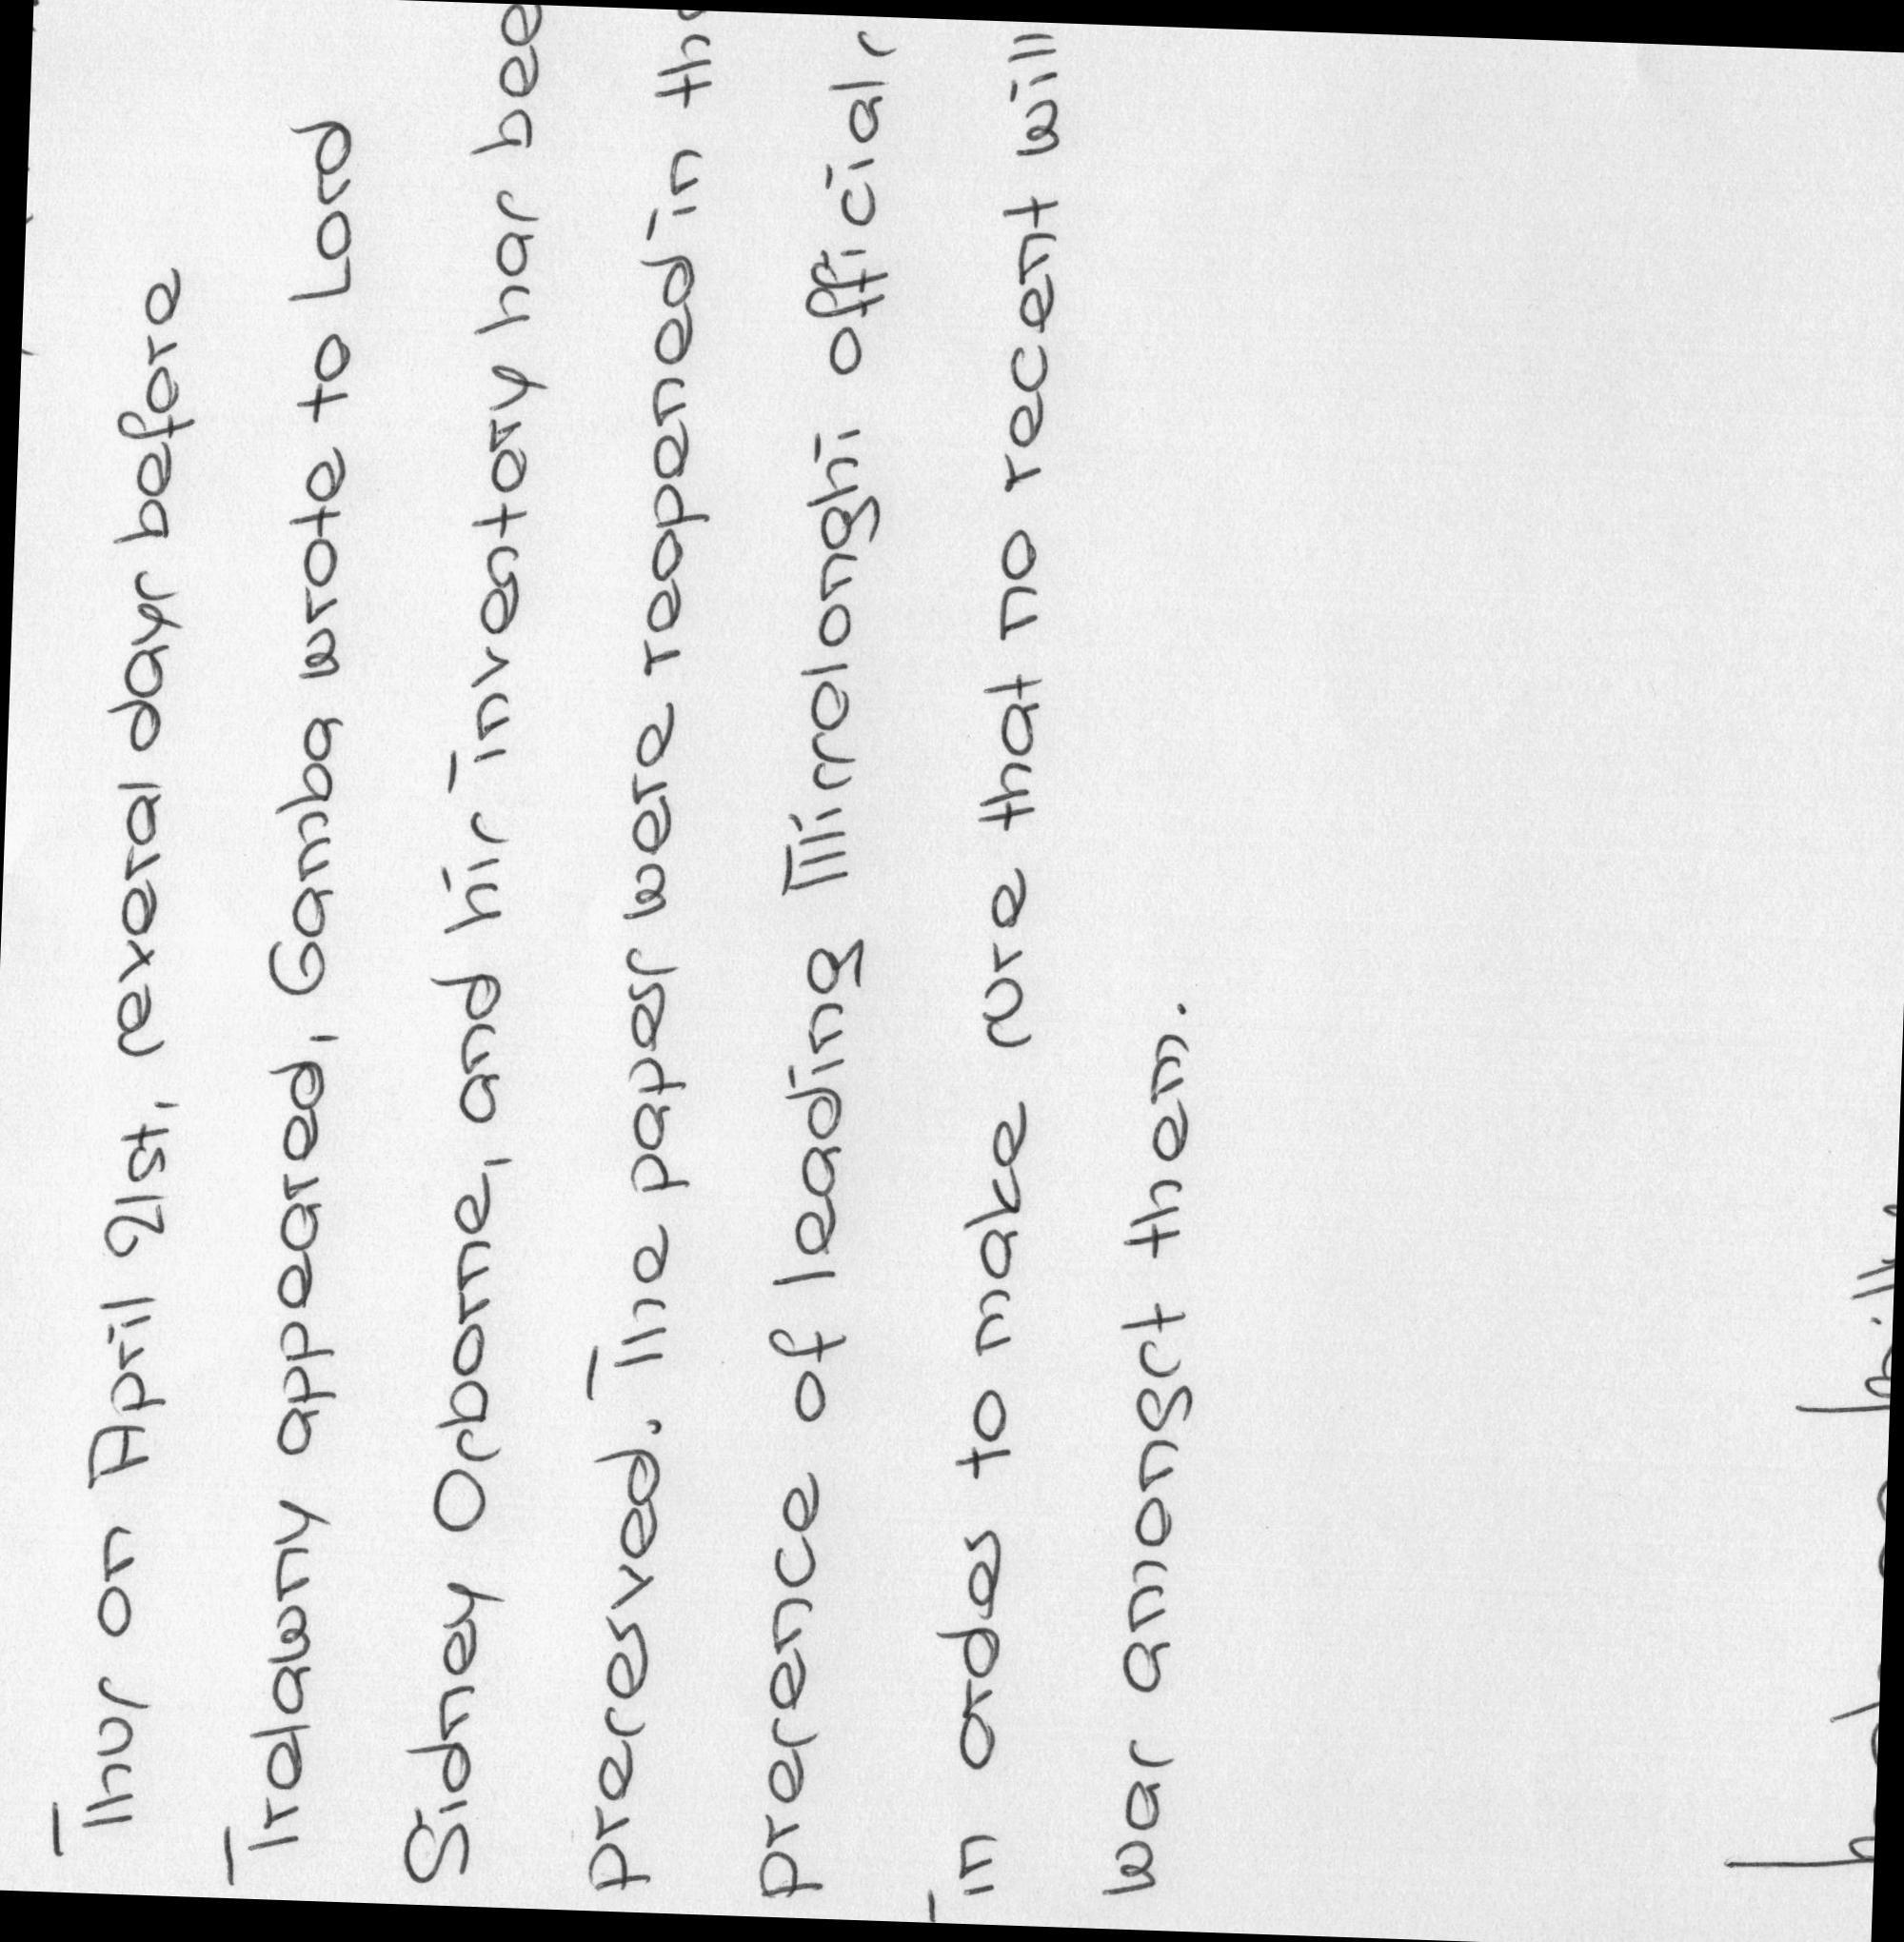 Thus on April 21st, several days before
Trelawny appeared, Gamba wrote to Lord
Sidney Osborne, and his inventory has bee
preserved. The papers were reopened in the
presence of leading Missolonghi officials
in order to make sure that no recent will
was amongst them.